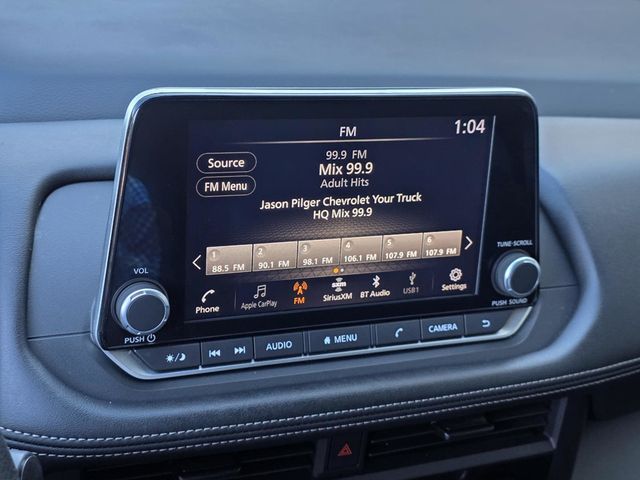 FM
1:04
Source
FM Menu
99.9 FM
Mix 99.9
Adult Hits
Jason Pilger Chevrolet Your Truck
HQ Mix 99.9
1 2 3 4 5 6
88.5 FM 90.1 FM 98.1 FM 106.1 FM 107.9 FM 107.9 FM
Phone Apple CarPlay FM SiriusXM BT Audio USB1 Settings
sxm
VOL
PUSH
TUNE·SCROLL
PUSH SOUND
AUDIO MENU CAMERA